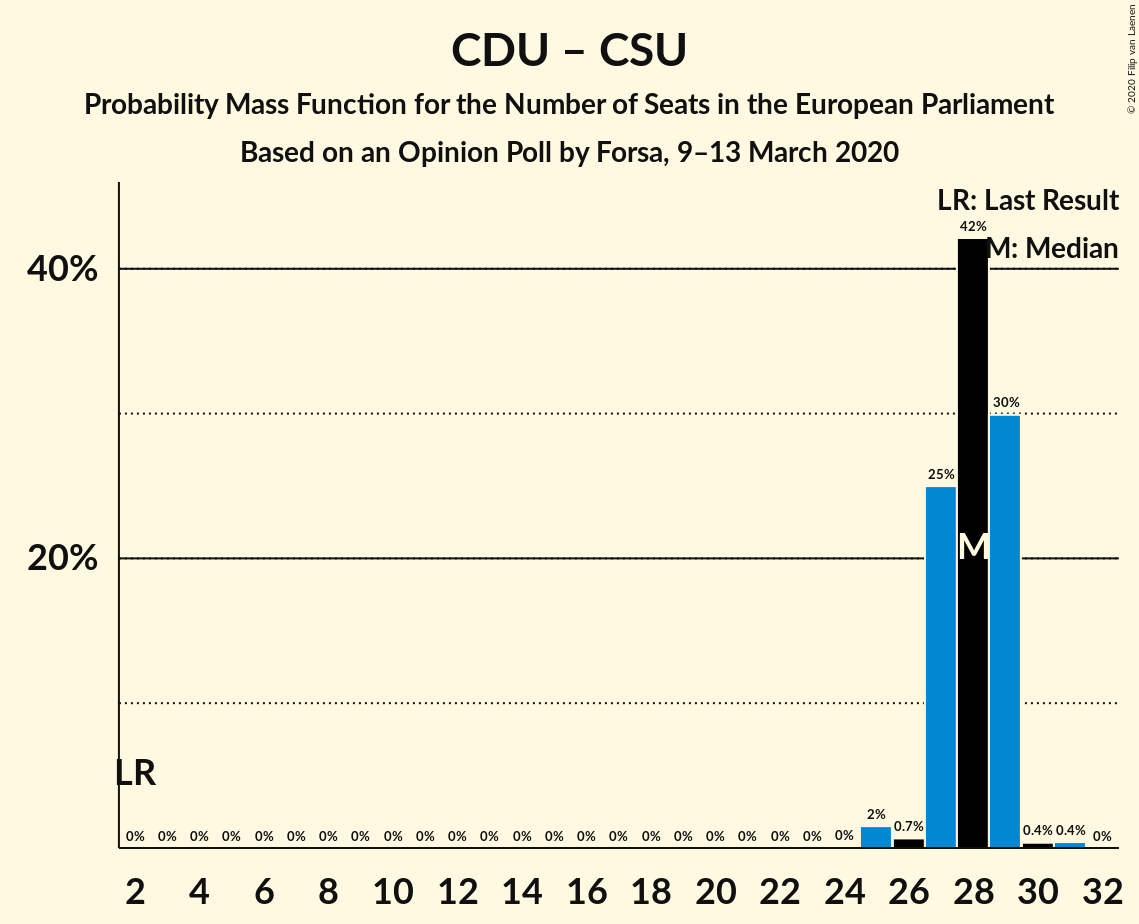 CDU – CSU
Probability Mass Function for the Number of Seats in the European Parliament
Based on an Opinion Poll by Forsa, 9–13 March 2020
© 2020 Filip van Laenen
LR: Last Result
M: Median
42%
40%
30%
25%
M
20%
LR
0% 0% 0% 0% 0% 0% 0% 0% 0% 0% 0% 0% 0% 0% 0% 0% 0% 0% 0% 0% 0% 0% 0% 2% 0.7% 0.4% 0.4% 0%
2 4 6 8 10 12 14 16 18 20 22 24 26 28 30 32